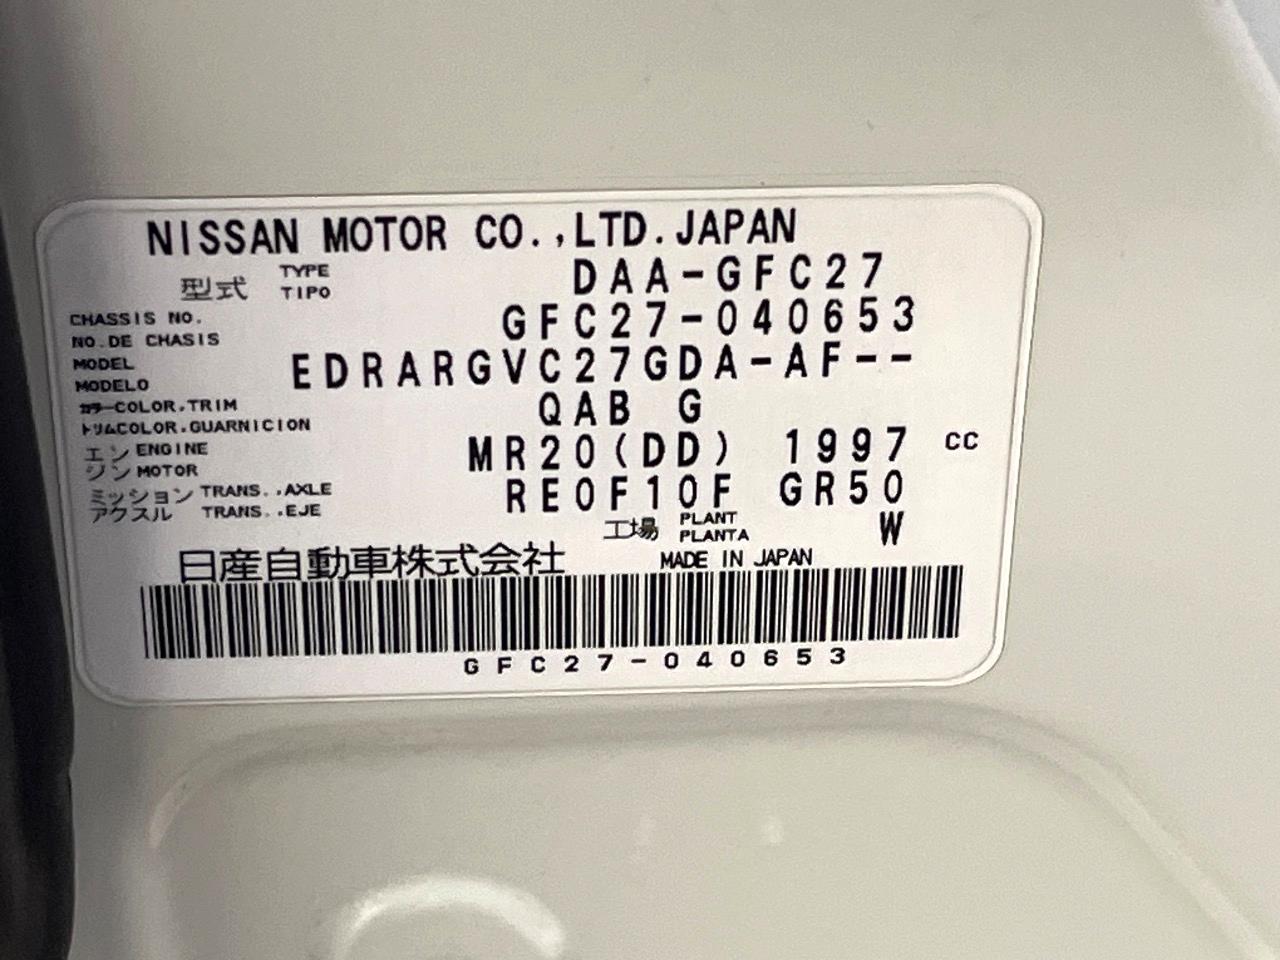 NISSAN MOTOR CO.,LTD.JAPAN
型式 TYPE TIPO DAA-GFC27
CHASSIS NO. NO.DE CHASIS GFC27-040653
MODEL MODELO EDRARGVC27GDA-AF--
カラーCOLOR.TRIM トリムCOLOR.GUARNICION QAB G
エンジン ENGINE MOTOR MR20(DD) 1997 CC
ミッション アクスル TRANS..AXLE TRANS..EJE RE0F10F GR50
工場 PLANT PLANTA W
日産自動車株式会社 MADE IN JAPAN
GFC27-040653